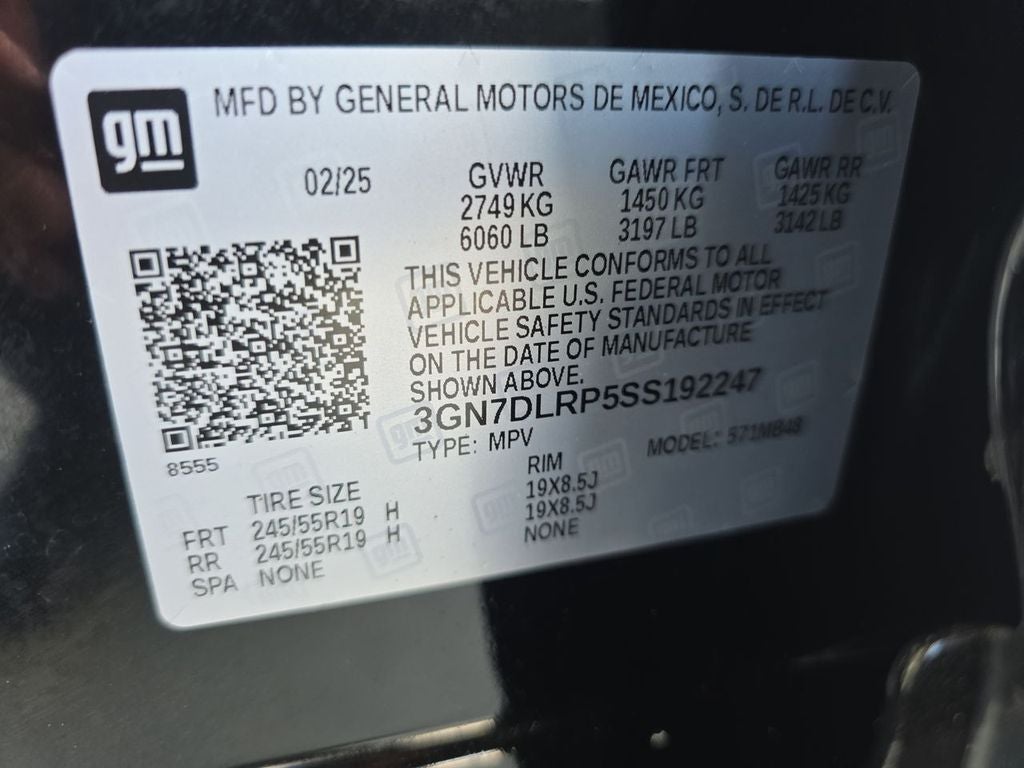 gm
MFD BY GENERAL MOTORS DE MEXICO, S. DE R.L. DE C.V.
02/25
GVWR GAWR FRT GAWR RR
2749 KG 1450 KG 1425 KG
6060 LB 3197 LB 3142 LB
THIS VEHICLE CONFORMS TO ALL
APPLICABLE U.S. FEDERAL MOTOR
VEHICLE SAFETY STANDARDS IN EFFECT
ON THE DATE OF MANUFACTURE
SHOWN ABOVE.
3GN7DLRP5SS192247
TYPE: MPV MODEL:
8555
TIRE SIZE RIM
FRT 245/55R19 H 19X8.5J
RR 245/55R19 H 19X8.5J
SPA NONE NONE